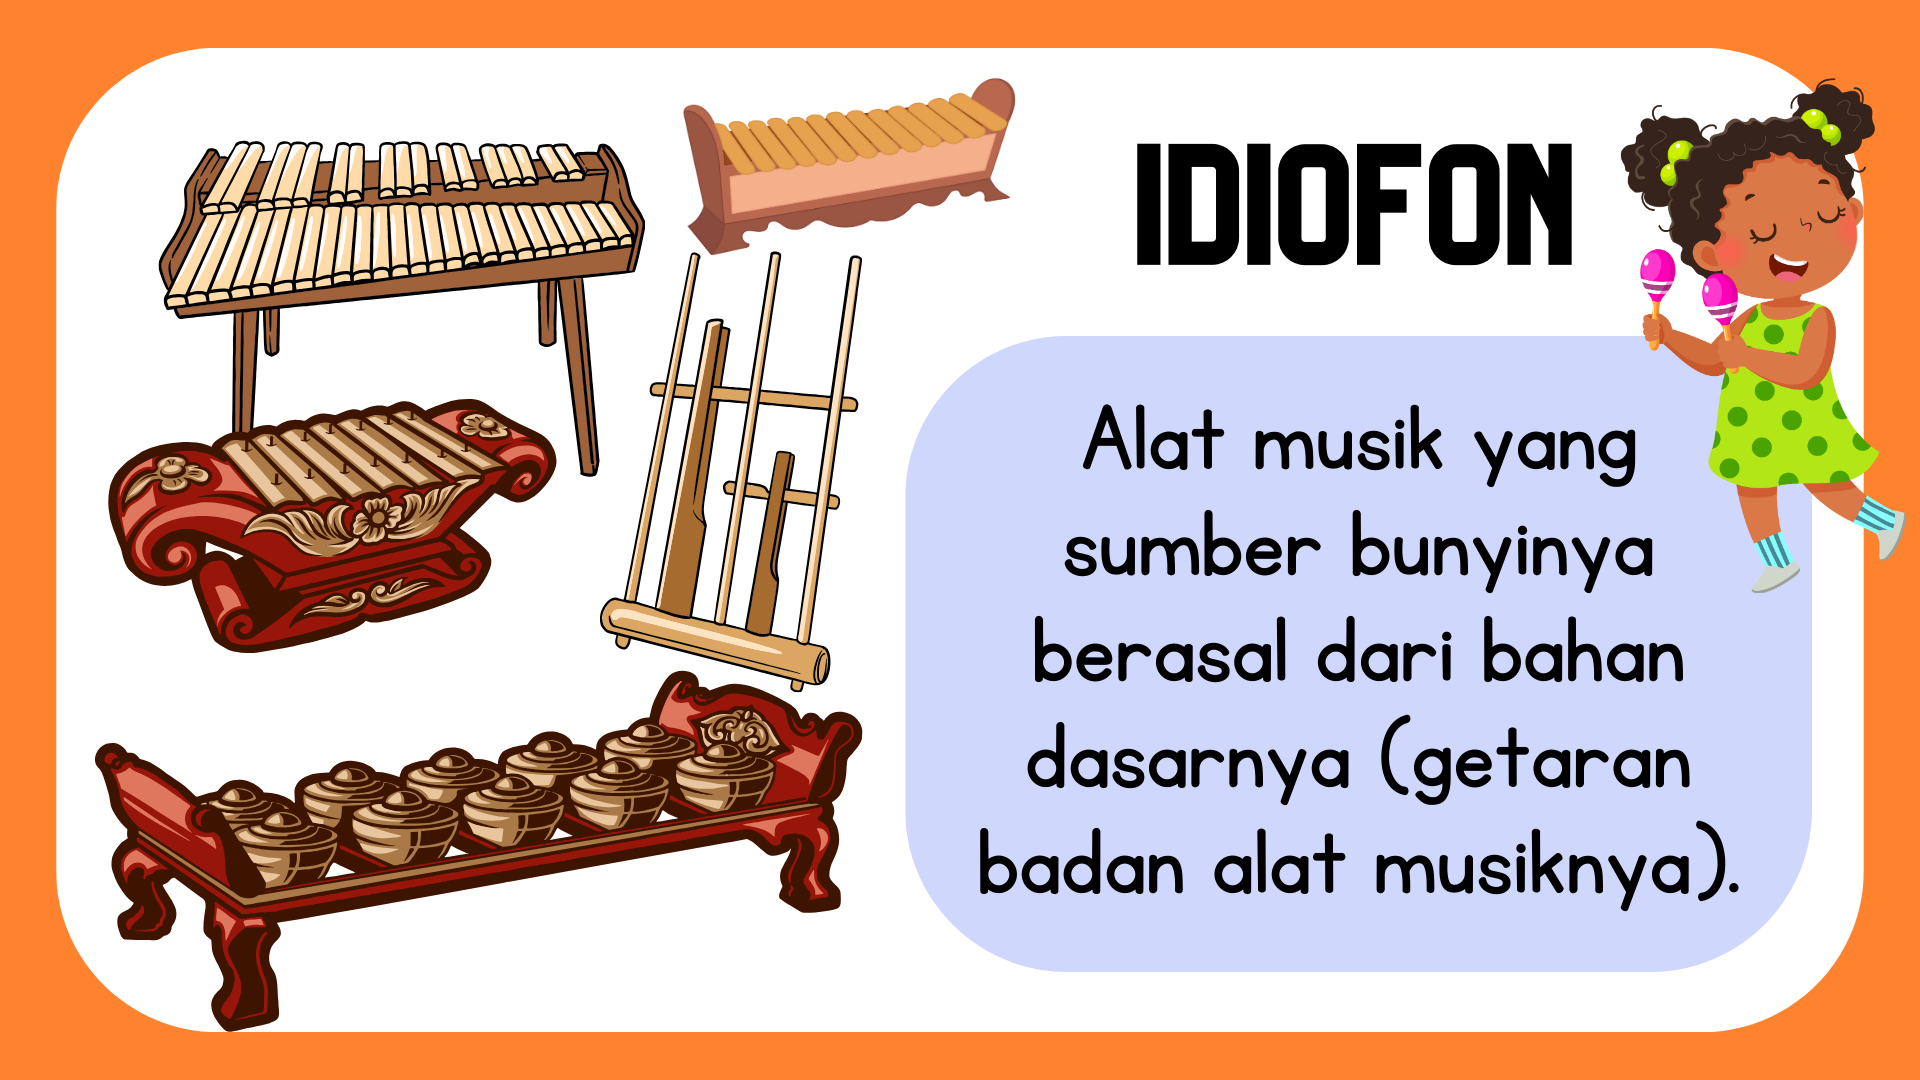 IDIOFON
Alat musik yang
sumber bunyinya
berasal dari bahan
dasarnya (getaran
badan alat musiknya).